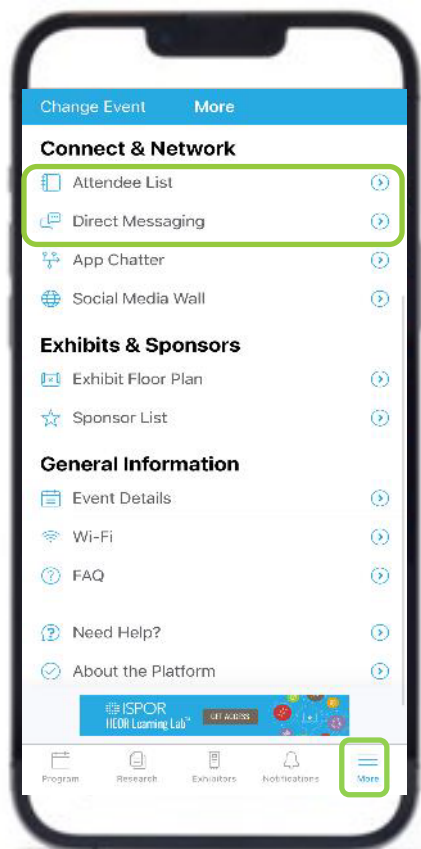 Change Event More
Connect & Network
Attendee List
Direct Messaging
App Chatter
Social Media Wall
Exhibits & Sponsors
Exhibit Floor Plan
Sponsor List
General Information
Event Details
Wi-Fi
FAQ
Need Help?
About the Platform
ISPOR
HEOR Learning Lab™ GET ACCESS
Program Research Exhibitors Notifications More